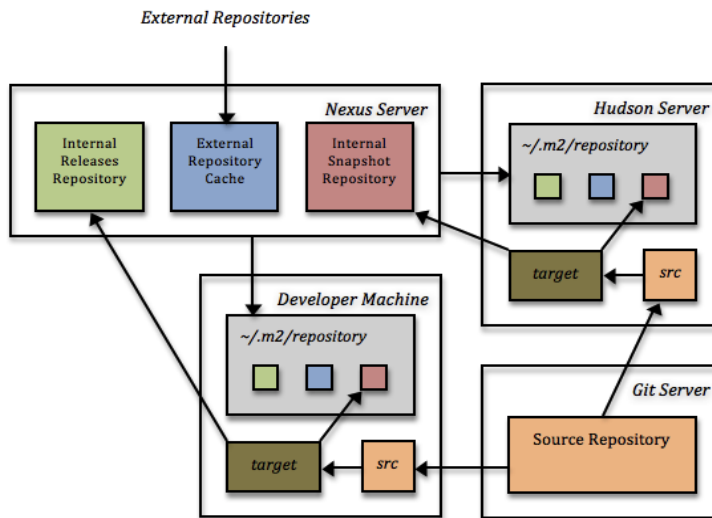 External Repositories
Nexus Server
Internal
Releases
Repository
External
Repository
Cache
Internal
Snapshot
Repository
Hudson Server
~/.m2/repository
target
src
Developer Machine
~/.m2/repository
target
src
Git Server
Source Repository